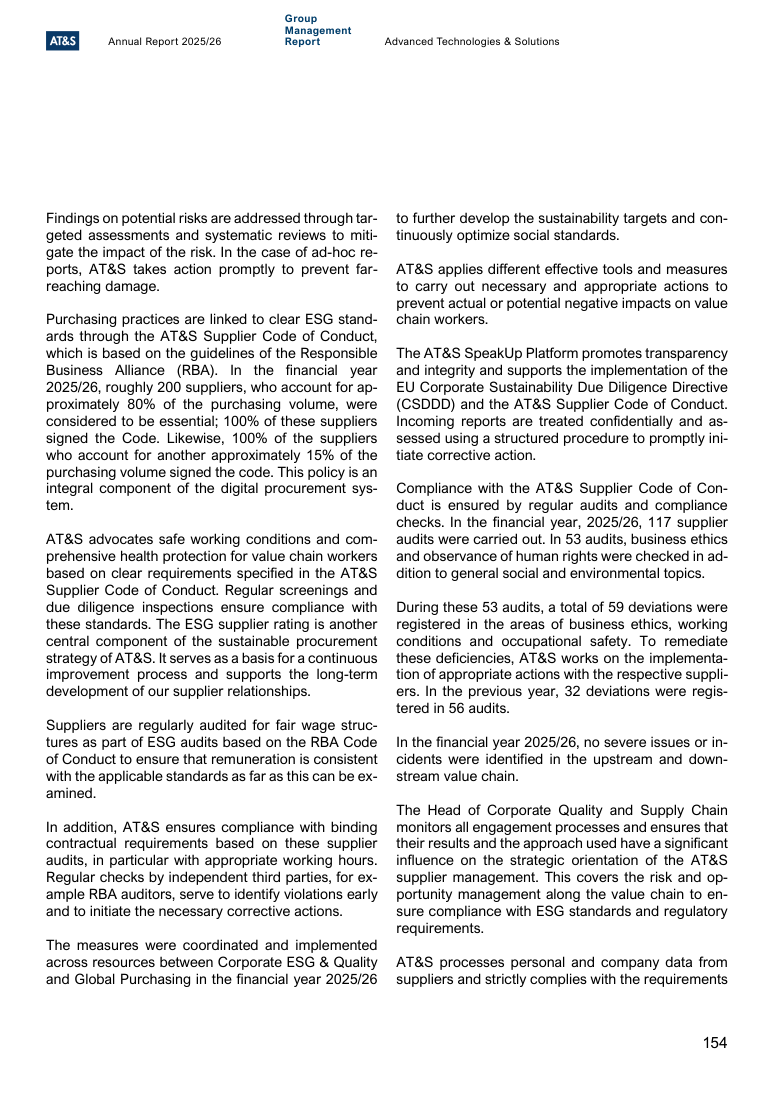 Group
Management
Report
AT&S
Annual Report 2025/26
Advanced Technologies & Solutions
Findings on potential risks are addressed through tar-
geted assessments and systematic reviews to miti-
gate the impact of the risk. In the case of ad-hoc re-
ports, AT&S takes action promptly to prevent far-
reaching damage.
Purchasing practices are linked to clear ESG stand-
ards through the AT&S Supplier Code of Conduct,
which is based on the guidelines of the Responsible
Business Alliance (RBA). In the financial year
2025/26, roughly 200 suppliers, who account for ap-
proximately 80% of the purchasing volume, were
considered to be essential; 100% of these suppliers
signed the Code. Likewise, 100% of the suppliers
who account for another approximately 15% of the
purchasing volume signed the code. This policy is an
integral component of the digital procurement sys-
tem.
AT&S advocates safe working conditions and com-
prehensive health protection for value chain workers
based on clear requirements specified in the AT&S
Supplier Code of Conduct. Regular screenings and
due diligence inspections ensure compliance with
these standards. The ESG supplier rating is another
central component of the sustainable procurement
strategy of AT&S. It serves as a basis for a continuous
improvement process and supports the long-term
development of our supplier relationships.
Suppliers are regularly audited for fair wage struc-
tures as part of ESG audits based on the RBA Code
of Conduct to ensure that remuneration is consistent
with the applicable standards as far as this can be ex-
amined.
In addition, AT&S ensures compliance with binding
contractual requirements based on these supplier
audits, in particular with appropriate working hours.
Regular checks by independent third parties, for ex-
ample RBA auditors, serve to identify violations early
and to initiate the necessary corrective actions.
The measures were coordinated and implemented
across resources between Corporate ESG & Quality
and Global Purchasing in the financial year 2025/26
to further develop the sustainability targets and con-
tinuously optimize social standards.
AT&S applies different effective tools and measures
to carry out necessary and appropriate actions to
prevent actual or potential negative impacts on value
chain workers.
The AT&S SpeakUp Platform promotes transparency
and integrity and supports the implementation of the
EU Corporate Sustainability Due Diligence Directive
(CSDDD) and the AT&S Supplier Code of Conduct.
Incoming reports are treated confidentially and as-
sessed using a structured procedure to promptly ini-
tiate corrective action.
Compliance with the AT&S Supplier Code of Con-
duct is ensured by regular audits and compliance
checks. In the financial year, 2025/26, 117 supplier
audits were carried out. In 53 audits, business ethics
and observance of human rights were checked in ad-
dition to general social and environmental topics.
During these 53 audits, a total of 59 deviations were
registered in the areas of business ethics, working
conditions and occupational safety. To remediate
these deficiencies, AT&S works on the implementa-
tion of appropriate actions with the respective suppli-
ers. In the previous year, 32 deviations were regis-
tered in 56 audits.
In the financial year 2025/26, no severe issues or in-
cidents were identified in the upstream and down-
stream value chain.
The Head of Corporate Quality and Supply Chain
monitors all engagement processes and ensures that
their results and the approach used have a significant
influence on the strategic orientation of the AT&S
supplier management. This covers the risk and op-
portunity management along the value chain to en-
sure compliance with ESG standards and regulatory
requirements.
AT&S processes personal and company data from
suppliers and strictly complies with the requirements
154